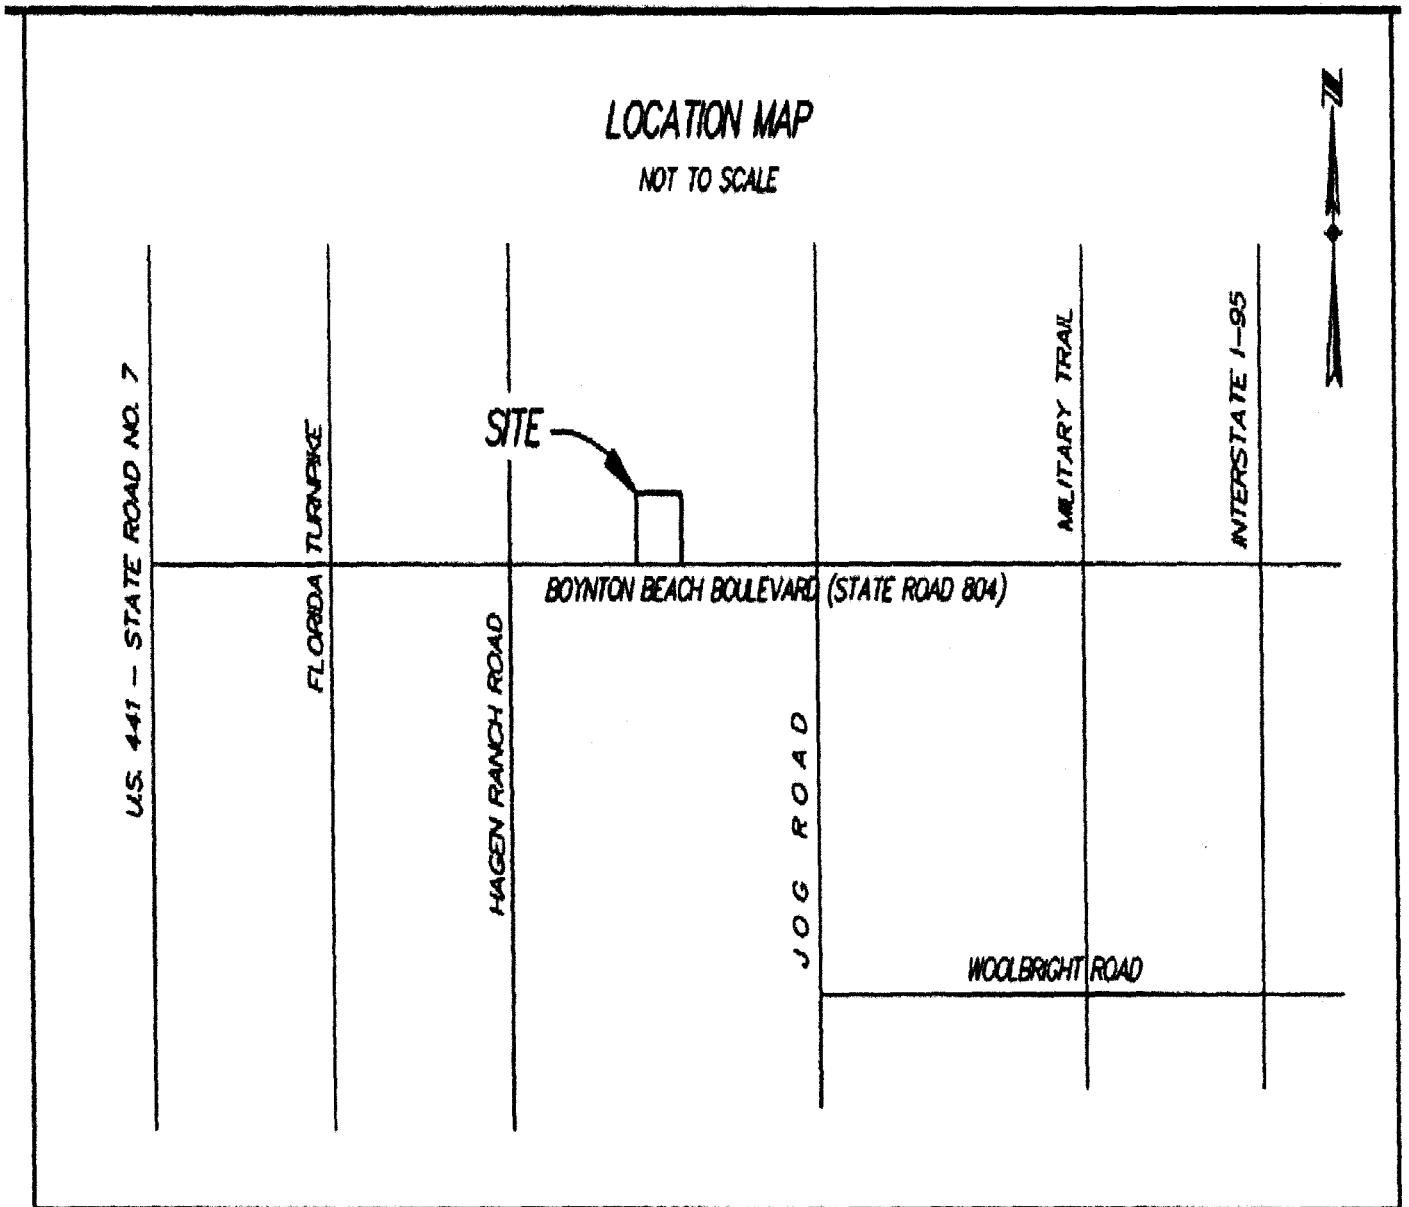 N
LOCATION MAP
NOT TO SCALE
U.S. 441 - STATE ROAD NO. 7
FLORIDA TURNPIKE
SITE
HAGEN RANCH ROAD
BOYNTON BEACH BOULEVARD (STATE ROAD 804)
JOG ROAD
MILITARY TRAIL
INTERSTATE I-95
WOOLBRIGHT ROAD